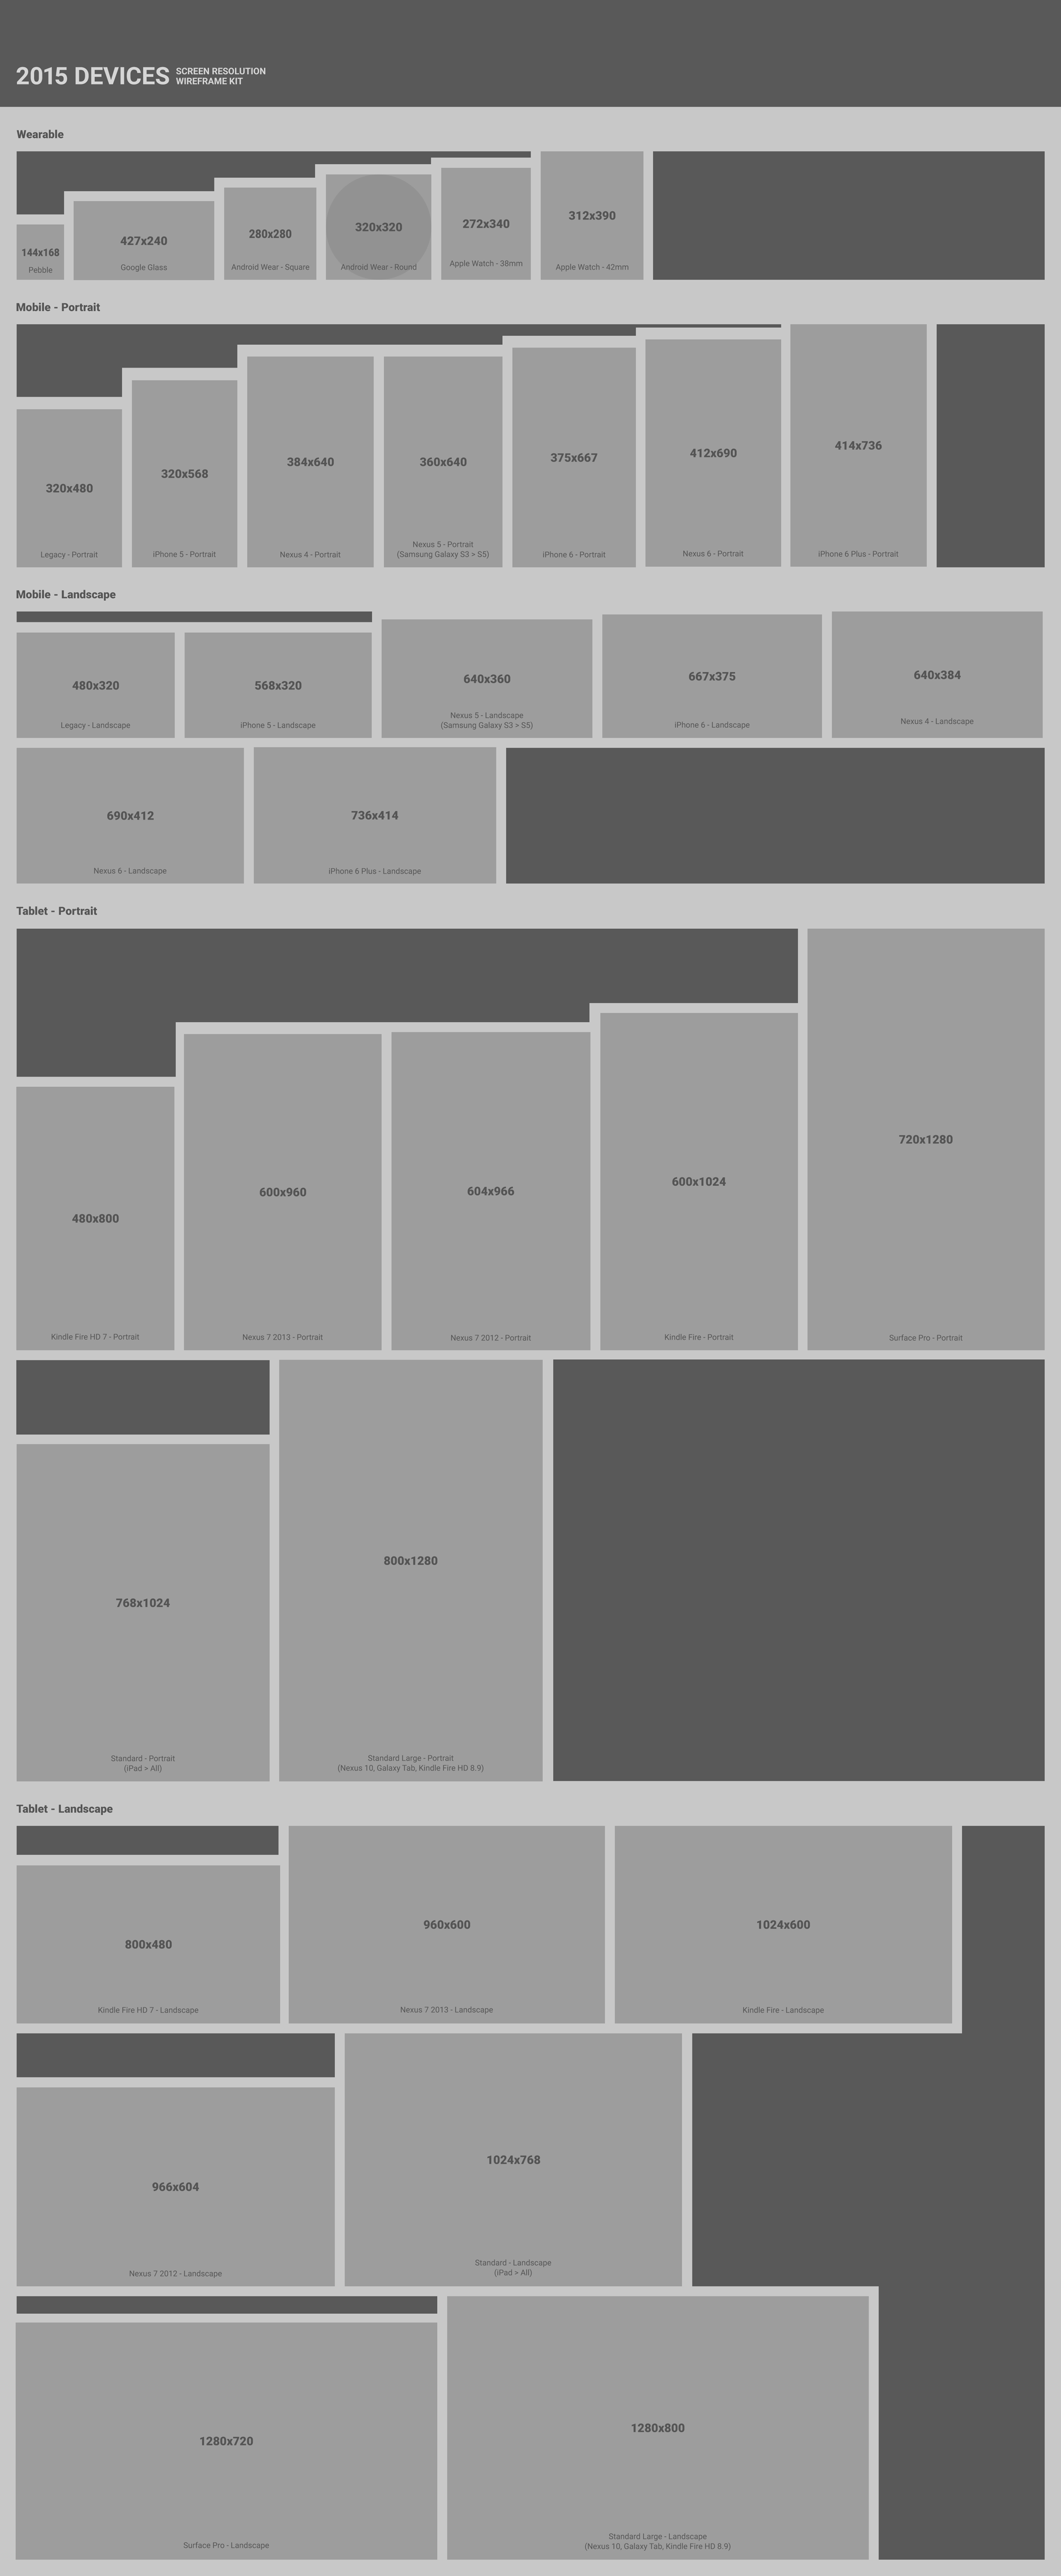 2015 DEVICES
SCREEN RESOLUTION
WIREFRAME KIT
Wearable
144x168
Pebble
427x240
Google Glass
280x280
Android Wear - Square
320x320
Android Wear - Round
272x340
Apple Watch - 38mm
312x390
Apple Watch - 42mm
Mobile - Portrait
320x480
Legacy - Portrait
320x568
iPhone 5 - Portrait
384x640
Nexus 4 - Portrait
360x640
Nexus 5 - Portrait
(Samsung Galaxy S3 > S5)
375x667
iPhone 6 - Portrait
412x690
Nexus 6 - Portrait
414x736
iPhone 6 Plus - Portrait
Mobile - Landscape
480x320
Legacy - Landscape
568x320
iPhone 5 - Landscape
640x360
Nexus 5 - Landscape
(Samsung Galaxy S3 > S5)
667x375
iPhone 6 - Landscape
640x384
Nexus 4 - Landscape
690x412
Nexus 6 - Landscape
736x414
iPhone 6 Plus - Landscape
Tablet - Portrait
480x800
Kindle Fire HD 7 - Portrait
600x960
Nexus 7 2013 - Portrait
604x966
Nexus 7 2012 - Portrait
600x1024
Kindle Fire - Portrait
720x1280
Surface Pro - Portrait
768x1024
Standard - Portrait
(iPad > All)
800x1280
Standard Large - Portrait
(Nexus 10, Galaxy Tab, Kindle Fire HD 8.9)
Tablet - Landscape
800x480
Kindle Fire HD 7 - Landscape
960x600
Nexus 7 2013 - Landscape
1024x600
Kindle Fire - Landscape
966x604
Nexus 7 2012 - Landscape
1024x768
Standard - Landscape
(iPad > All)
1280x720
Surface Pro - Landscape
1280x800
Standard Large - Landscape
(Nexus 10, Galaxy Tab, Kindle Fire HD 8.9)